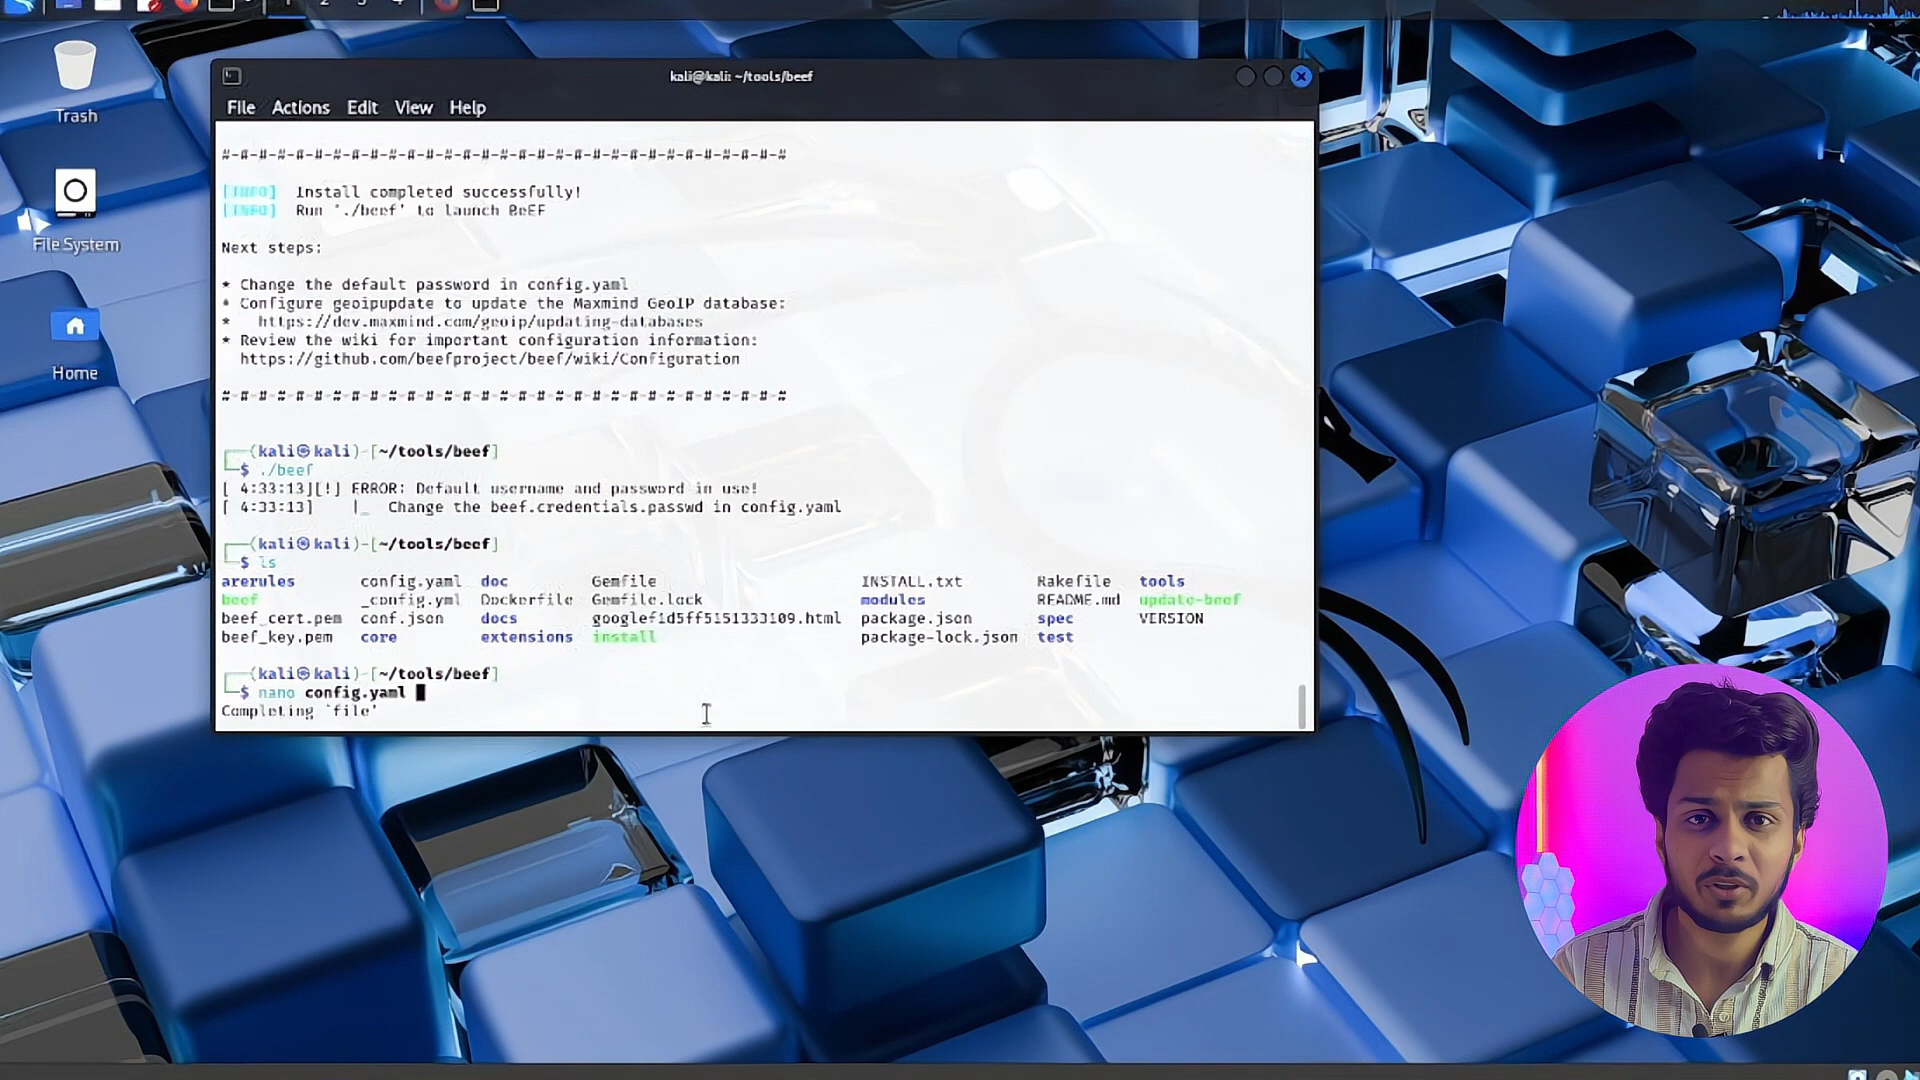 1 2 3 4
Trash
File System
Home
kali@kali: ~/tools/beef
File Actions Edit View Help
#-#-#-#-#-#-#-#-#-#-#-#-#-#-#-#-#-#-#-#-#-#-#-#-#-#-#-#-#-#-#
[INFO]  Install completed successfully!
[INFO]  Run './beef' to launch BeEF
Next steps:
* Change the default password in config.yaml
* Configure geoipupdate to update the Maxmind GeoIP database:
*   https://dev.maxmind.com/geoip/updating-databases
* Review the wiki for important configuration information:
  https://github.com/beefproject/beef/wiki/Configuration
#-#-#-#-#-#-#-#-#-#-#-#-#-#-#-#-#-#-#-#-#-#-#-#-#-#-#-#-#-#-#
┌──(kali㉿kali)-[~/tools/beef]
└─$ ./beef
[ 4:33:13][!] ERROR: Default username and password in use!
[ 4:33:13]    |_  Change the beef.credentials.passwd in config.yaml
┌──(kali㉿kali)-[~/tools/beef]
└─$ ls
arerules config.yaml doc Gemfile INSTALL.txt Rakefile tools
beef _config.yml Dockerfile Gemfile.lock modules README.md update-beef
beef_cert.pem conf.json docs googlef1d5ff5151333109.html package.json spec VERSION
beef_key.pem core extensions install package-lock.json test
┌──(kali㉿kali)-[~/tools/beef]
└─$ nano config.yaml
Completing `file'